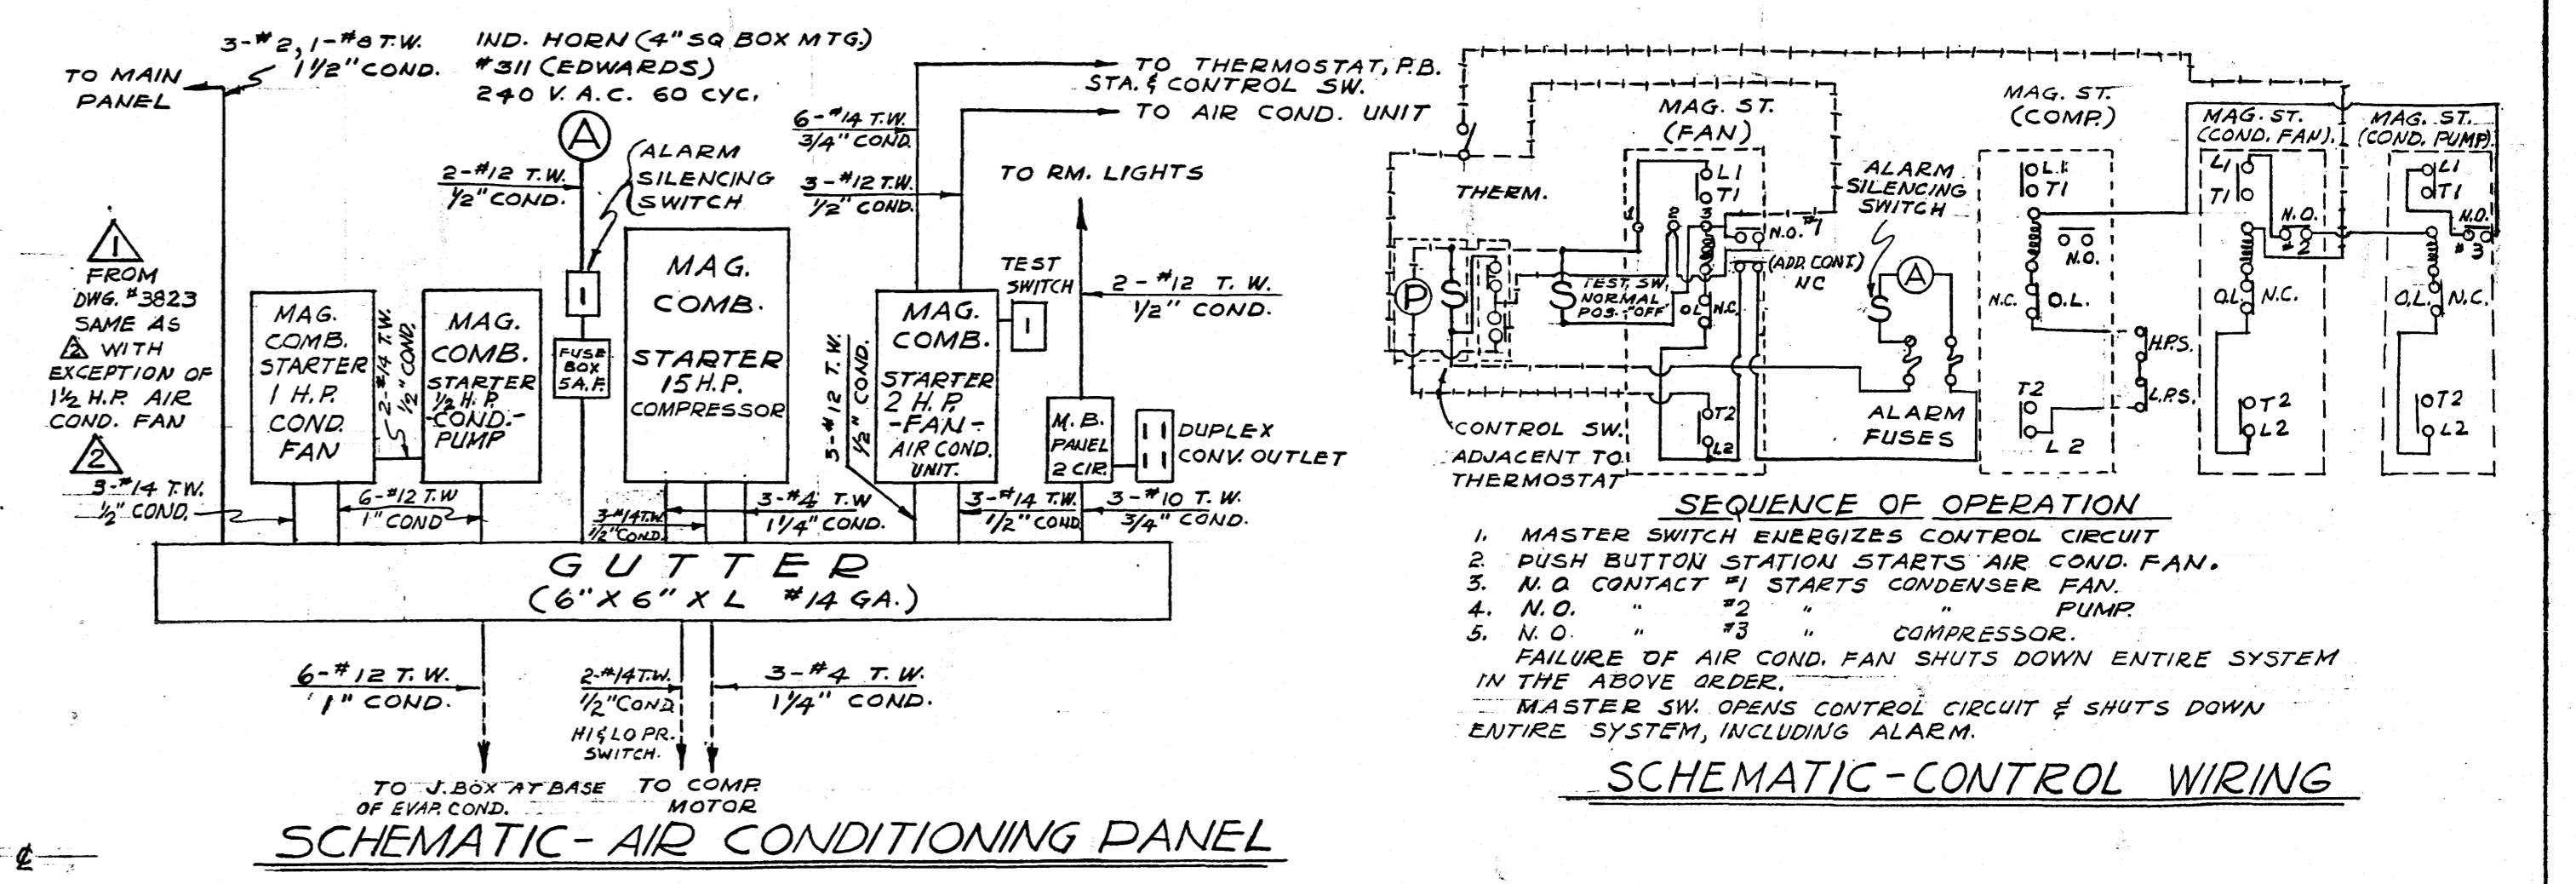 3-#2, 1-#8 T.W.
1 1/2" COND.
TO MAIN
PANEL
IND. HORN (4" SQ BOX MTG.)
#311 (EDWARDS)
240 V. A.C. 60 CYC.
A
2-#12 T.W.
1/2" COND.
ALARM
SILENCING
SWITCH
6-#14 T.W.
3/4" COND.
3-#12 T.W.
1/2" COND.
TO THERMOSTAT, P.B.
STA. & CONTROL SW.
TO AIR COND. UNIT
TO RM. LIGHTS
1
FROM
DWG. #3823
SAME AS
2 WITH
EXCEPTION OF
1 1/2 H.P. AIR
COND. FAN
2
3-#14 T.W.
1/2" COND.
MAG.
COMB.
STARTER
1 H.P.
COND.
FAN
2-#14 T.W.
1/2" COND.
MAG.
COMB.
STARTER
1/2 H.P.
-COND.-
PUMP
FUSE
BOX
5 A.F.
MAG.
COMB.
STARTER
15 H.P.
COMPRESSOR
3-#12 T.W.
1/2" COND.
MAG.
COMB.
STARTER
2 H.P.
-FAN-
AIR COND.
UNIT.
TEST
SWITCH
2-#12 T.W.
1/2" COND.
M.B.
PANEL
2 CIR.
DUPLEX
CONV. OUTLET
6-#12 T.W
1" COND
3-#14 T.W.
1/2" COND.
3-#4 T.W
1 1/4" COND.
3-#14 T.W.
1/2" COND.
3-#10 T.W.
3/4" COND.
GUTTER
(6" X 6" X L #14 GA.)
6-#12 T.W.
1" COND.
2-#14 T.W.
1/2" COND
HI & LO PR.
SWITCH.
3-#4 T.W.
1 1/4" COND.
TO J. BOX AT BASE
OF EVAP. COND.
TO COMP.
MOTOR
SCHEMATIC-AIR CONDITIONING PANEL
MAG. ST.
(FAN)
MAG. ST.
(COMP.)
MAG. ST.
(COND. FAN).
MAG. ST.
(COND. PUMP).
THERM.
ALARM
SILENCING
SWITCH
L1
T1
1
2
3
N.O. #1
(ADD. CONT.)
NC
TEST SW.
NORMAL
POS.-"OFF"
OL
N.C.
T2
L2
P
S
S
S
A
CONTROL SW.
ADJACENT TO
THERMOSTAT
ALARM
FUSES
L1
T1
N.O.
N.C.
O.L.
T2
L2
H.P.S.
L.P.S.
L1
T1
N.O.
#2
O.L.
N.C.
T2
L2
L1
T1
N.O.
#3
O.L.
N.C.
T2
L2
SEQUENCE OF OPERATION
1. MASTER SWITCH ENERGIZES CONTROL CIRCUIT
2. PUSH BUTTON STATION STARTS AIR COND. FAN.
3. N.O. CONTACT #1 STARTS CONDENSER FAN.
4. N.O. " #2 " " PUMP.
5. N.O. " #3 " COMPRESSOR.
FAILURE OF AIR COND. FAN SHUTS DOWN ENTIRE SYSTEM
IN THE ABOVE ORDER.
MASTER SW. OPENS CONTROL CIRCUIT & SHUTS DOWN
ENTIRE SYSTEM, INCLUDING ALARM.
SCHEMATIC-CONTROL WIRING
℄